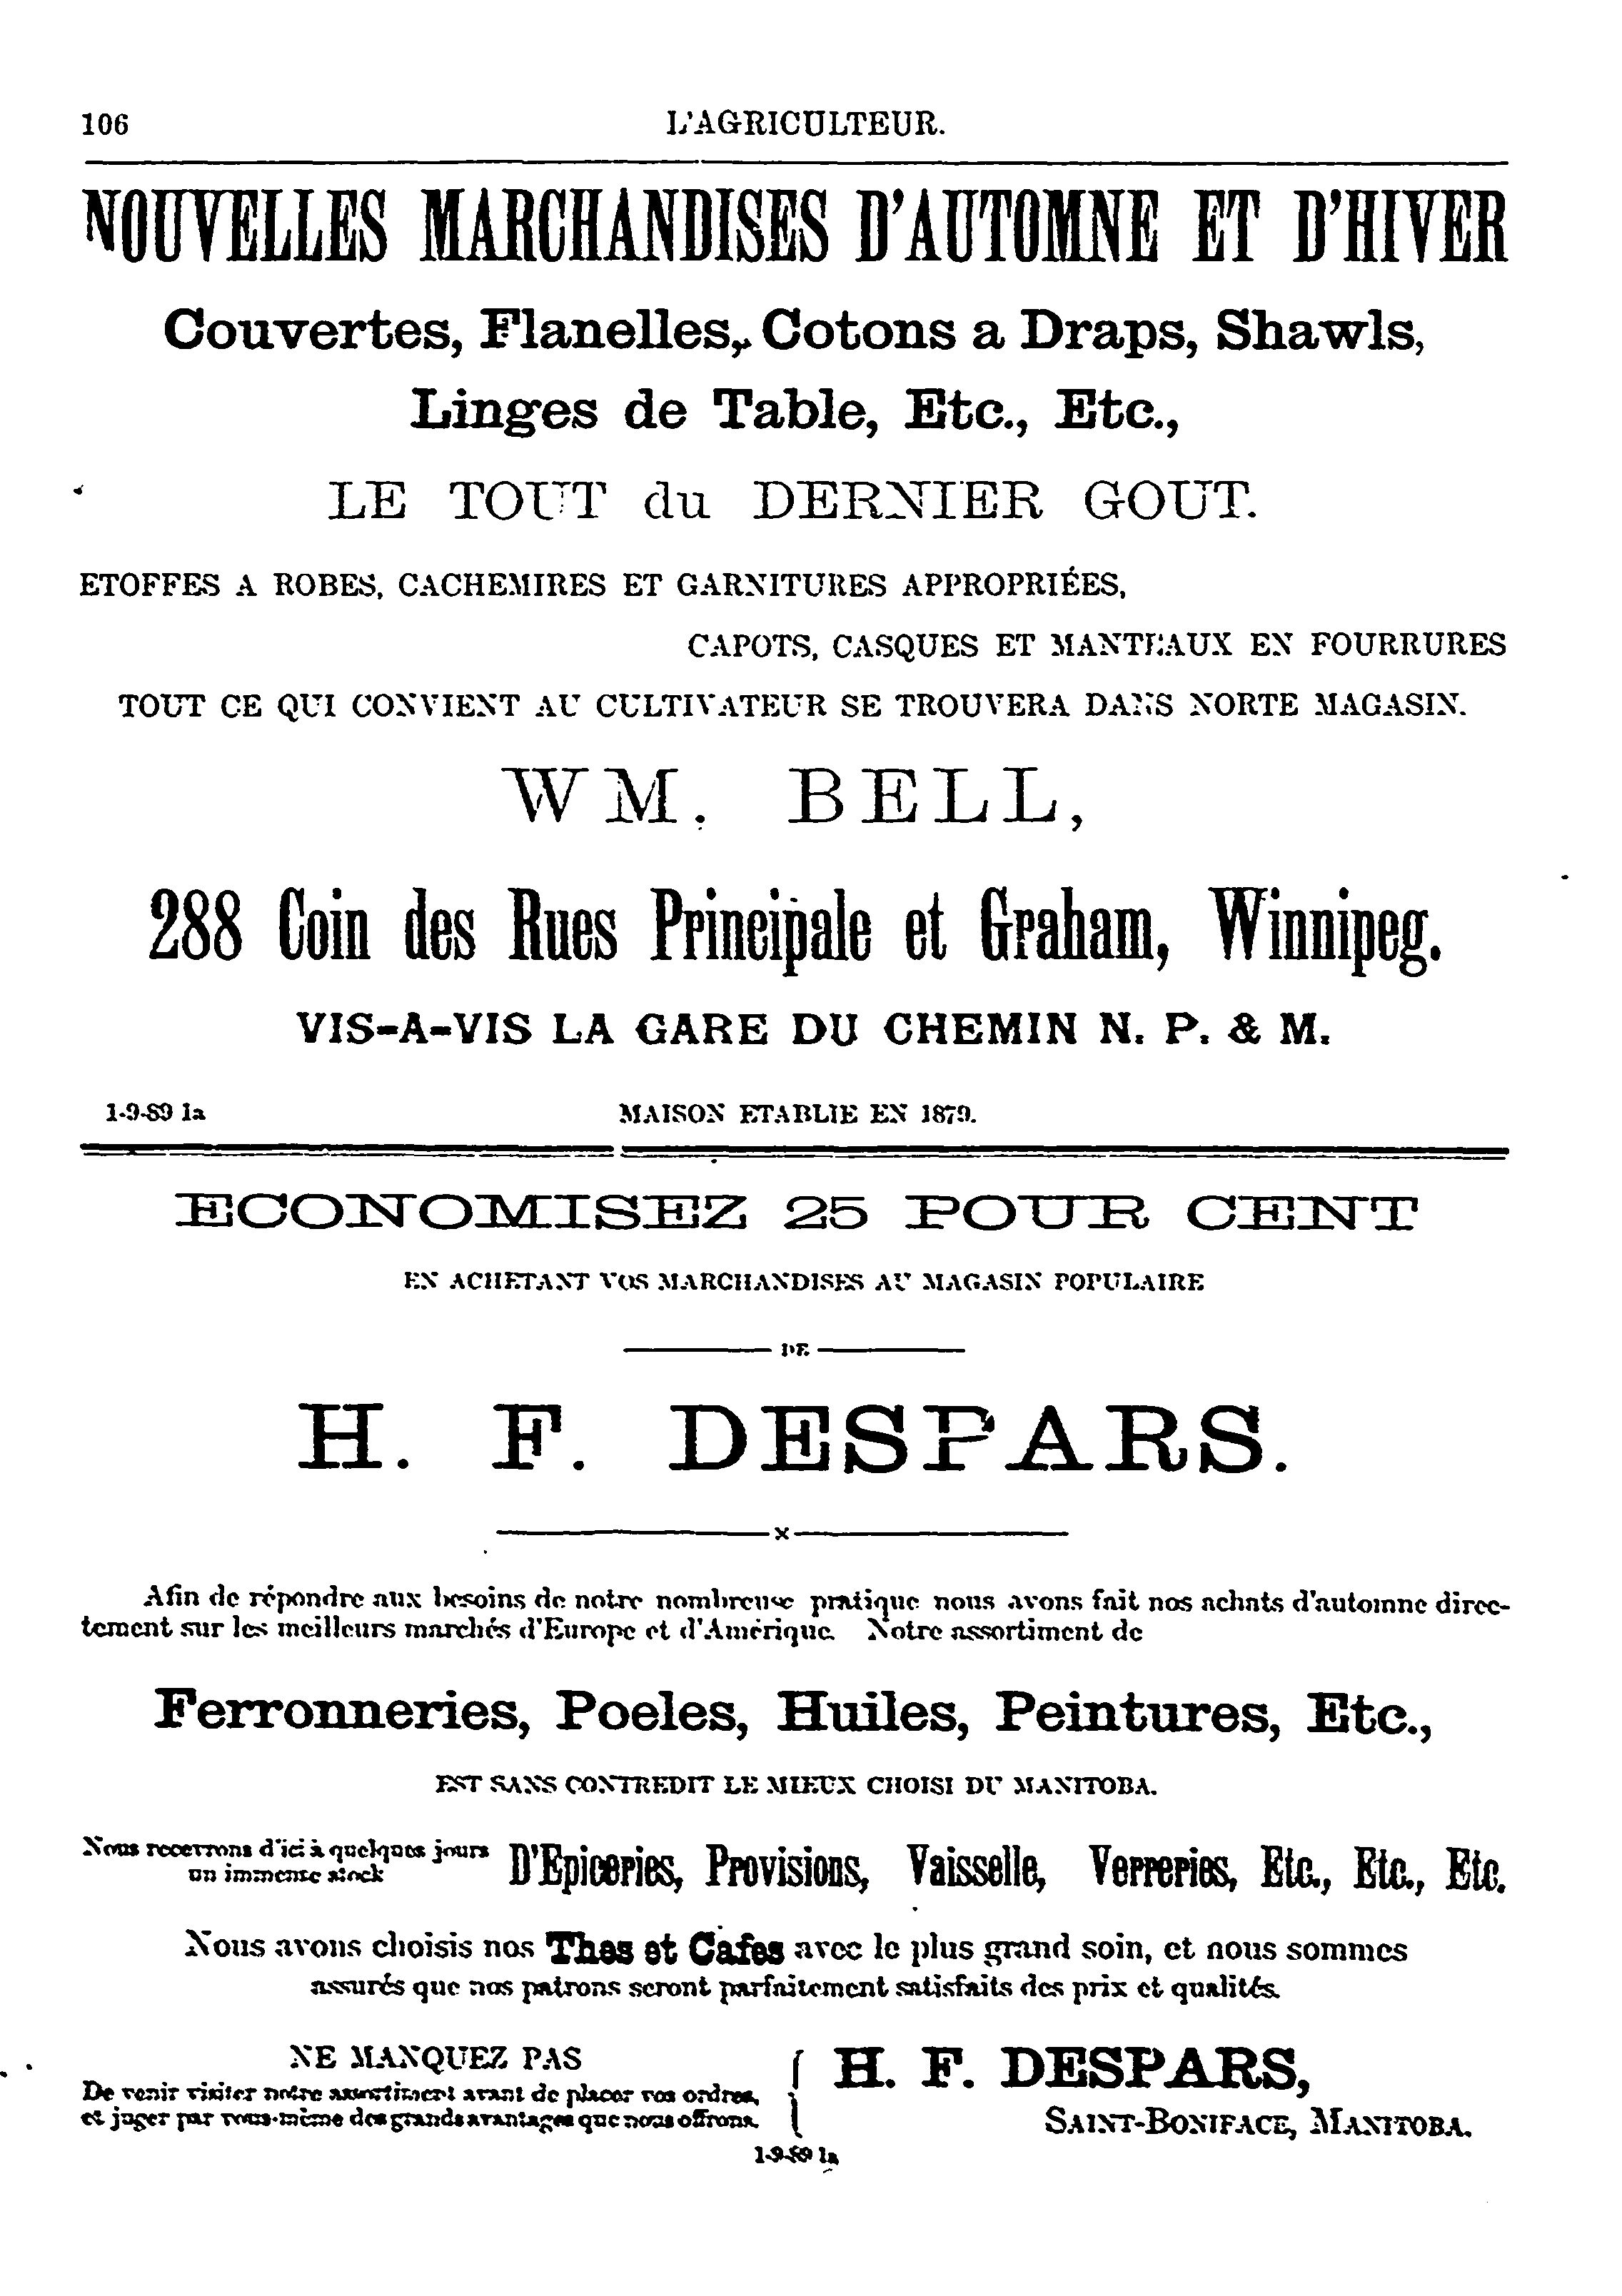 106
L'AGRICULTEUR.
NOUVELLES MARCHANDISES D'AUTOMNE ET D'HIVER
Couvertes, Flanelles, Cotons a Draps, Shawls,
Linges de Table, Etc., Etc.,
LE TOUT du DERNIER GOUT.
ETOFFES A ROBES, CACHEMIRES ET GARNITURES APPROPRIÉES,
CAPOTS, CASQUES ET MANTEAUX EN FOURRURES
TOUT CE QUI CONVIENT AU CULTIVATEUR SE TROUVERA DANS NORTE MAGASIN.
WM. BELL,
288 Coin des Rues Principale et Graham, Winnipeg.
VIS-A-VIS LA GARE DU CHEMIN N. P. & M.
1-9-89 1a
MAISON ETABLIE EN 1879.
ECONOMISEZ 25 POUR CENT
EN ACHETANT VOS MARCHANDISES AU MAGASIN POPULAIRE
DE
H. F. DESPARS.
x
Afin de répondre aux besoins de notre nombreuse pratique nous avons fait nos achats d'automne direc-
tement sur les meilleurs marchés d'Europe et d'Amérique. Notre assortiment de
Ferronneries, Poeles, Huiles, Peintures, Etc.,
EST SANS CONTREDIT LE MIEUX CHOISI DU MANITOBA.
Nous recevrons d'ici à quelques jours
un immense stock
D'Epiceries, Provisions, Vaisselle, Verreries, Etc., Etc., Etc.
Nous avons choisis nos Thes et Cafes avec le plus grand soin, et nous sommes
assurés que nos patrons seront parfaitement satisfaits des prix et qualités.
NE MANQUEZ PAS
De venir visiter notre assortiment avant de placer vos ordres,
et juger par vous-même des grands avantages que nous offrons.
H. F. DESPARS,
SAINT-BONIFACE, MANITOBA.
1-9-89 1a